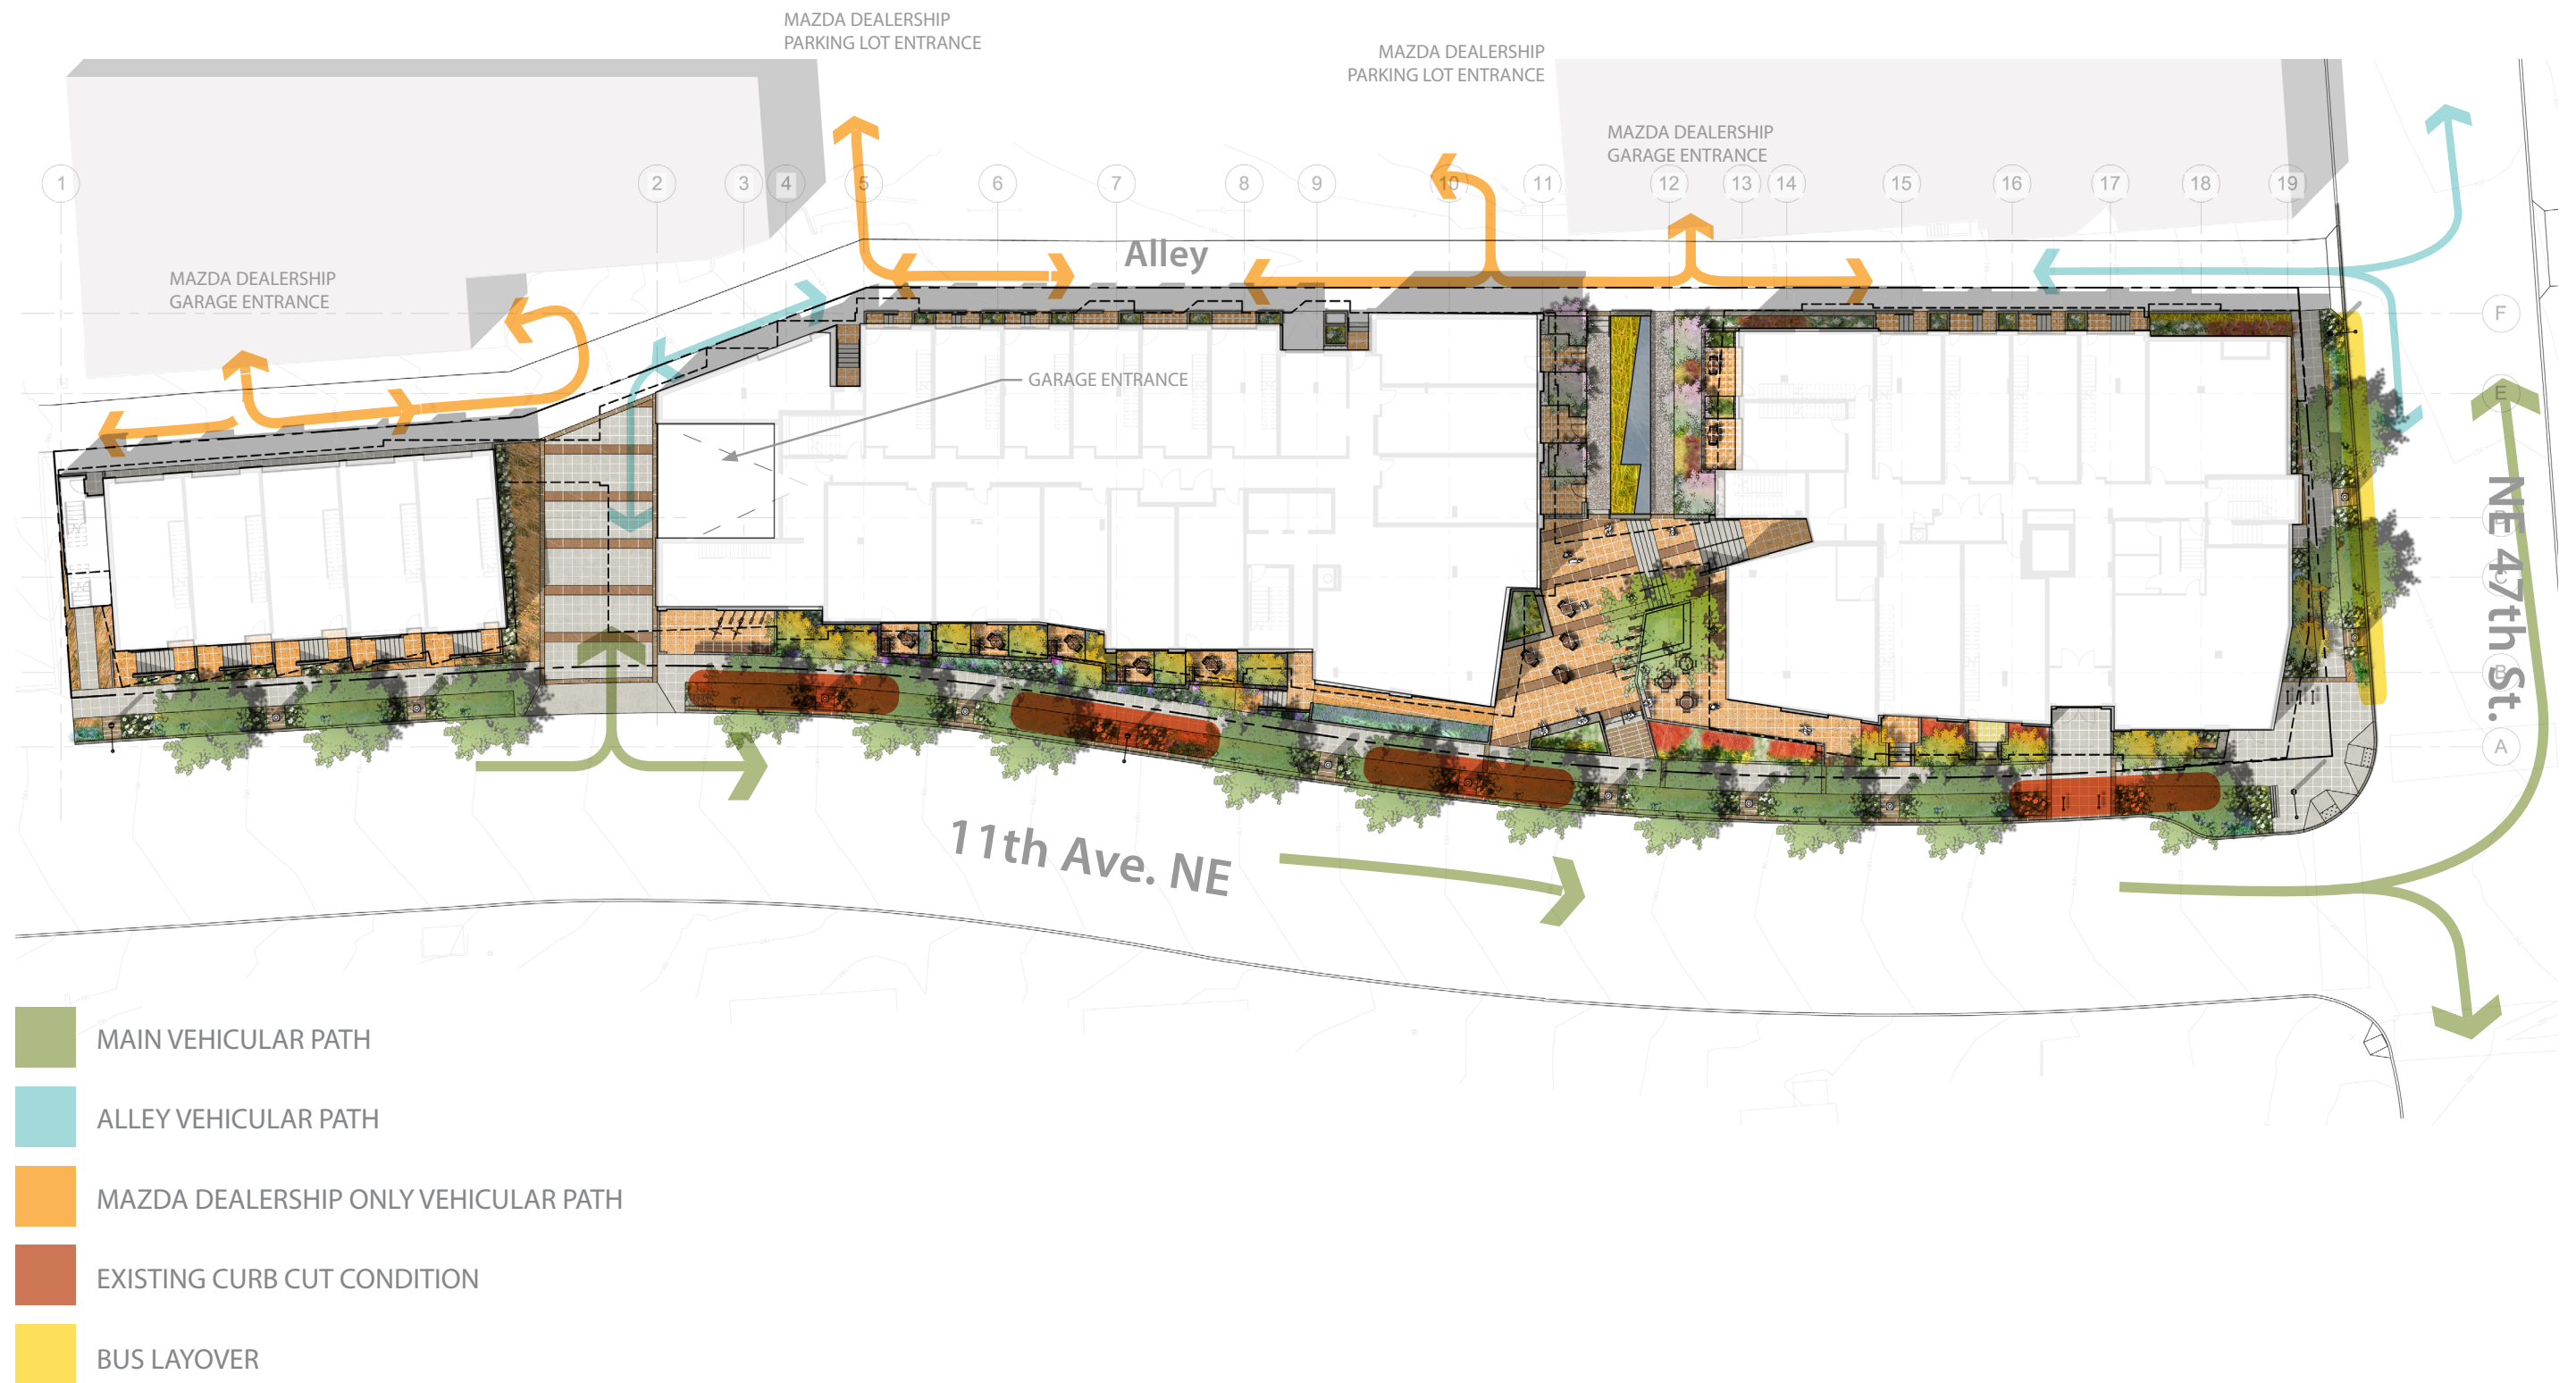 MAZDA DEALERSHIP
PARKING LOT ENTRANCE
MAZDA DEALERSHIP
PARKING LOT ENTRANCE
MAZDA DEALERSHIP
GARAGE ENTRANCE
1 2 3 4 5 6 7 8 9 10 11 12 13 14 15 16 17 18 19
Alley
MAZDA DEALERSHIP
GARAGE ENTRANCE
F
GARAGE ENTRANCE
E
D
C
B
A
NE 47th St.
11th Ave. NE
MAIN VEHICULAR PATH
ALLEY VEHICULAR PATH
MAZDA DEALERSHIP ONLY VEHICULAR PATH
EXISTING CURB CUT CONDITION
BUS LAYOVER